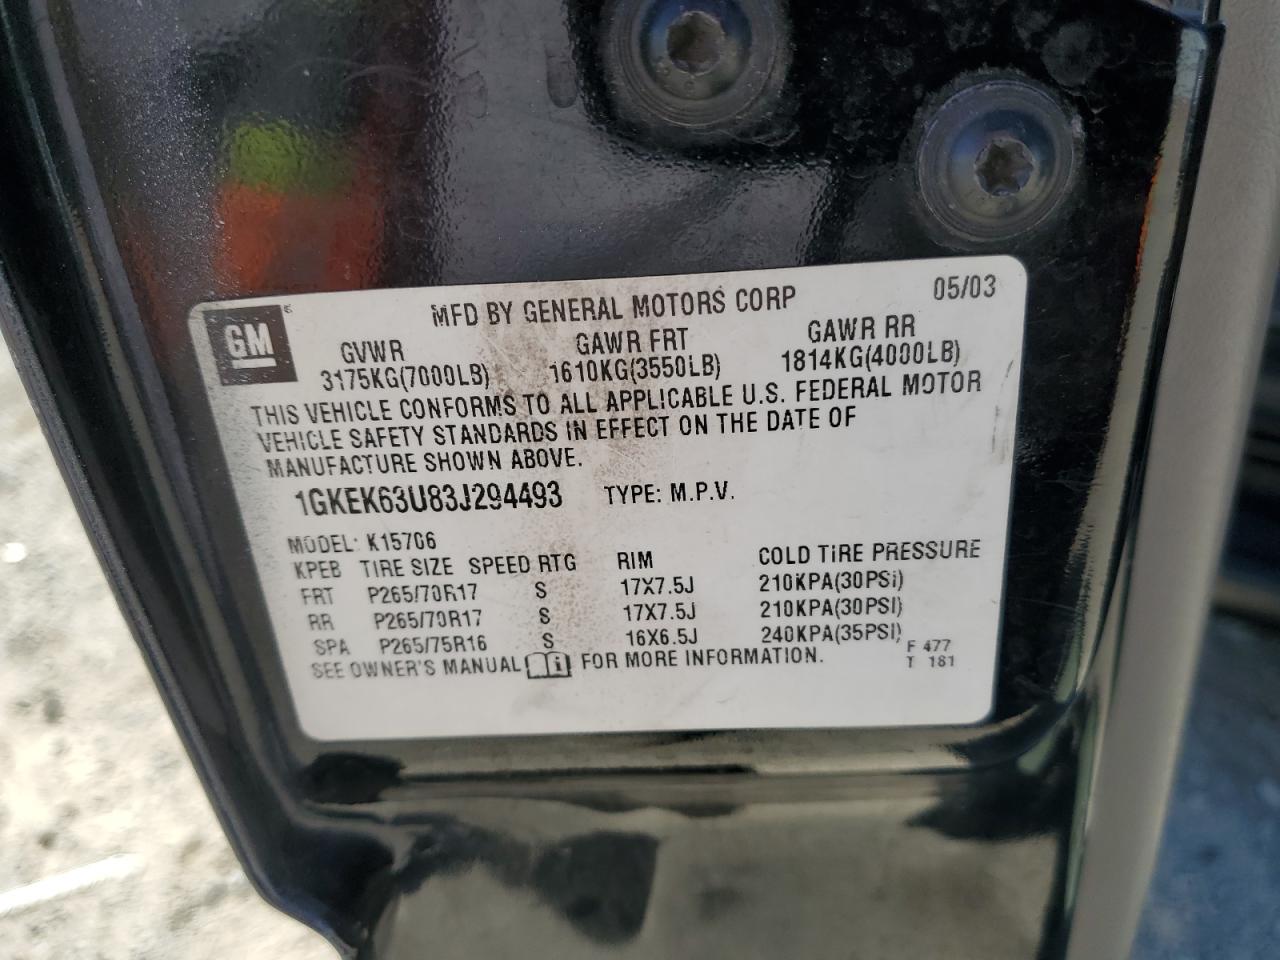 GM
MFD BY GENERAL MOTORS CORP 05/03
GVWR GAWR FRT GAWR RR
3175KG(7000LB) 1610KG(3550LB) 1814KG(4000LB)
THIS VEHICLE CONFORMS TO ALL APPLICABLE U.S. FEDERAL MOTOR
VEHICLE SAFETY STANDARDS IN EFFECT ON THE DATE OF
MANUFACTURE SHOWN ABOVE.
1GKEK63U83J294493 TYPE: M.P.V.
MODEL: K15706
KPEB TIRE SIZE SPEED RTG RIM COLD TIRE PRESSURE
FRT P265/70R17 S 17X7.5J 210KPA(30PSI)
RR P265/70R17 S 17X7.5J 210KPA(30PSI)
SPA P265/75R16 S 16X6.5J 240KPA(35PSI)
SEE OWNER'S MANUAL FOR MORE INFORMATION.
F 477
T 181